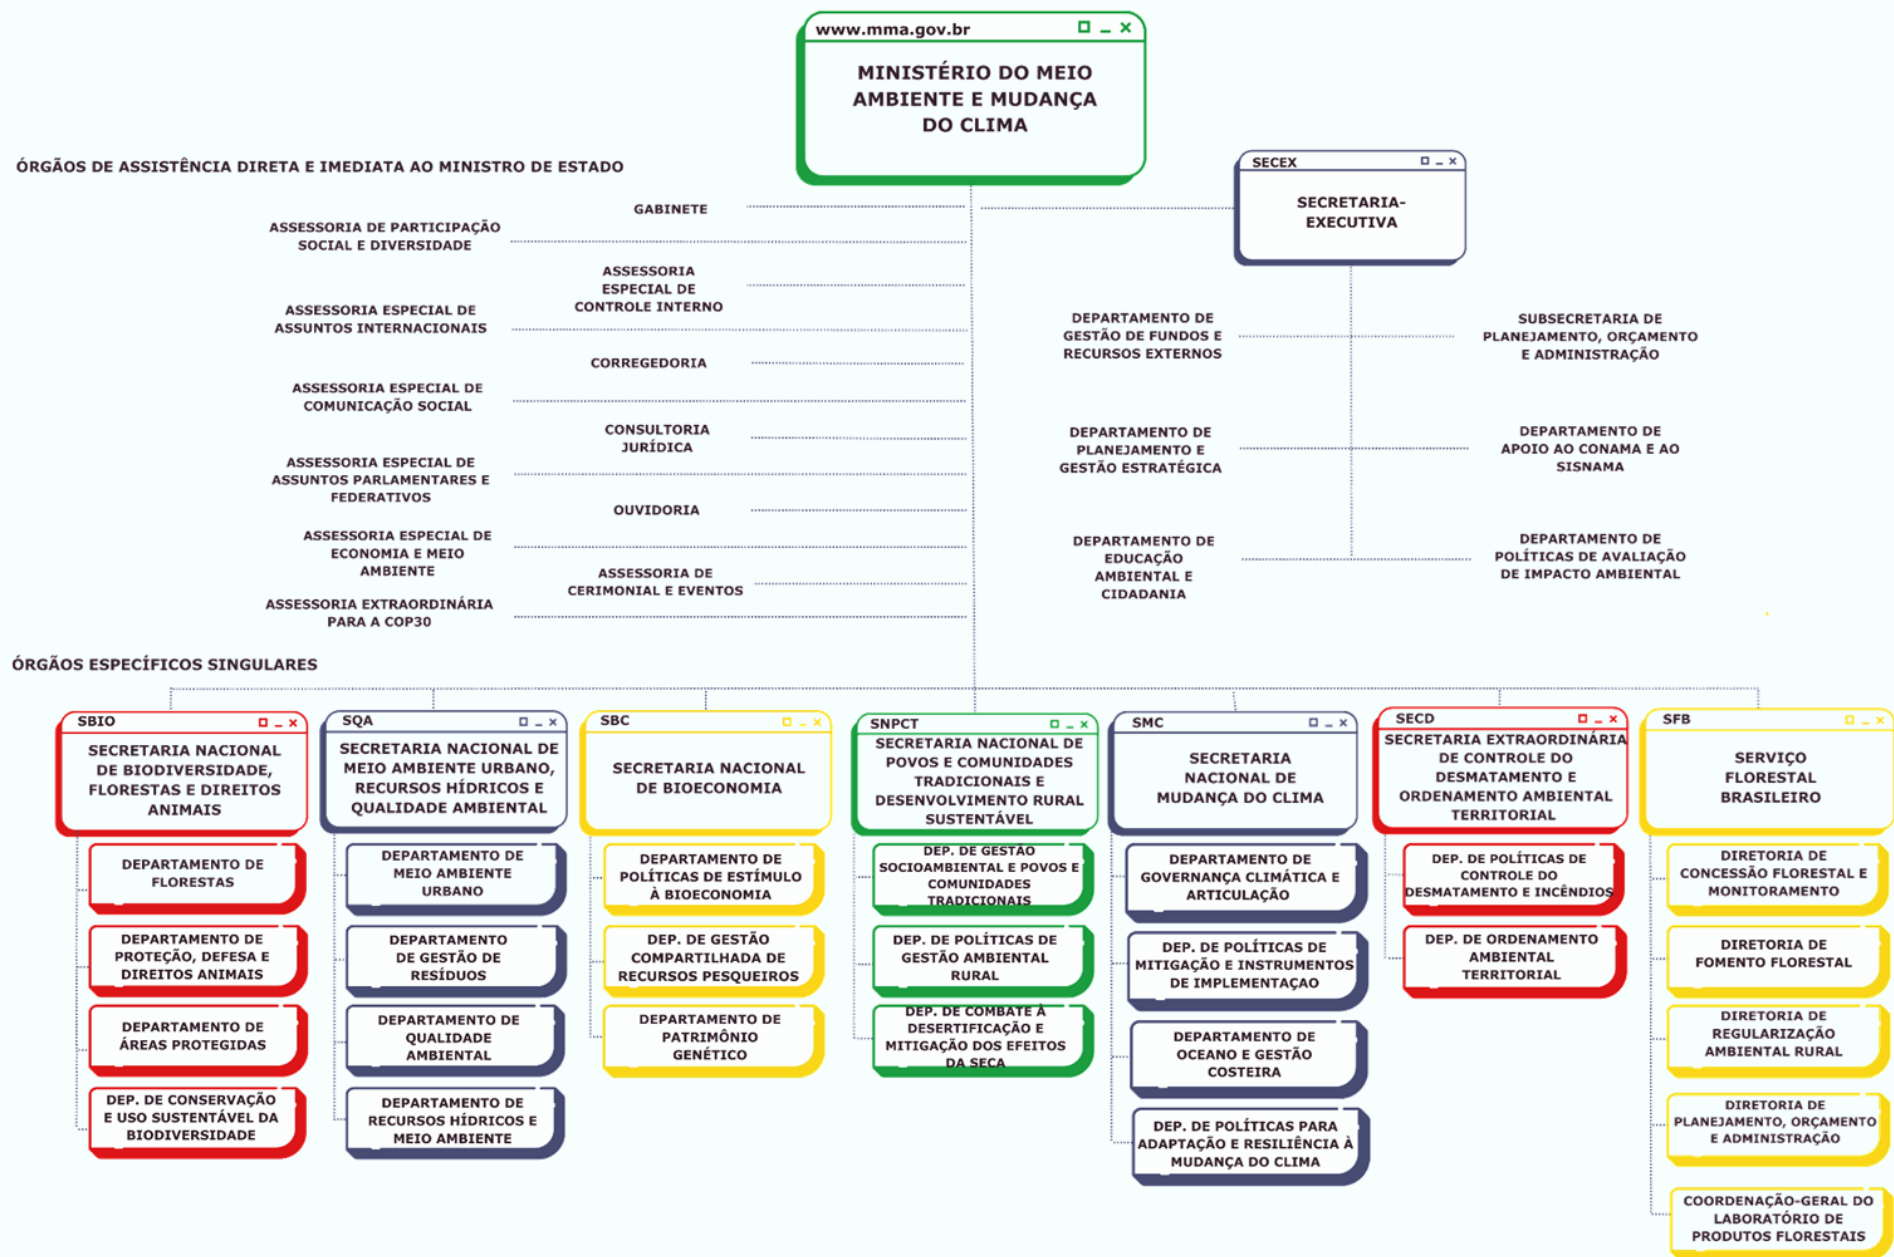 www.mma.gov.br
MINISTÉRIO DO MEIO
AMBIENTE E MUDANÇA
DO CLIMA
ÓRGÃOS DE ASSISTÊNCIA DIRETA E IMEDIATA AO MINISTRO DE ESTADO
GABINETE
ASSESSORIA DE PARTICIPAÇÃO
SOCIAL E DIVERSIDADE
ASSESSORIA
ESPECIAL DE
CONTROLE INTERNO
ASSESSORIA ESPECIAL DE
ASSUNTOS INTERNACIONAIS
CORREGEDORIA
ASSESSORIA ESPECIAL DE
COMUNICAÇÃO SOCIAL
CONSULTORIA
JURÍDICA
ASSESSORIA ESPECIAL DE
ASSUNTOS PARLAMENTARES E
FEDERATIVOS
OUVIDORIA
ASSESSORIA ESPECIAL DE
ECONOMIA E MEIO
AMBIENTE
ASSESSORIA DE
CERIMONIAL E EVENTOS
ASSESSORIA EXTRAORDINÁRIA
PARA A COP30
SECEX
SECRETARIA-
EXECUTIVA
DEPARTAMENTO DE
GESTÃO DE FUNDOS E
RECURSOS EXTERNOS
SUBSECRETARIA DE
PLANEJAMENTO, ORÇAMENTO
E ADMINISTRAÇÃO
DEPARTAMENTO DE
PLANEJAMENTO E
GESTÃO ESTRATÉGICA
DEPARTAMENTO DE
APOIO AO CONAMA E AO
SISNAMA
DEPARTAMENTO DE
EDUCAÇÃO
AMBIENTAL E
CIDADANIA
DEPARTAMENTO DE
POLÍTICAS DE AVALIAÇÃO
DE IMPACTO AMBIENTAL
ÓRGÃOS ESPECÍFICOS SINGULARES
SBIO
SECRETARIA NACIONAL
DE BIODIVERSIDADE,
FLORESTAS E DIREITOS
ANIMAIS
DEPARTAMENTO DE
FLORESTAS
DEPARTAMENTO DE
PROTEÇÃO, DEFESA E
DIREITOS ANIMAIS
DEPARTAMENTO DE
ÁREAS PROTEGIDAS
DEP. DE CONSERVAÇÃO
E USO SUSTENTÁVEL DA
BIODIVERSIDADE
SQA
SECRETARIA NACIONAL DE
MEIO AMBIENTE URBANO,
RECURSOS HÍDRICOS E
QUALIDADE AMBIENTAL
DEPARTAMENTO DE
MEIO AMBIENTE
URBANO
DEPARTAMENTO
DE GESTÃO DE
RESÍDUOS
DEPARTAMENTO DE
QUALIDADE
AMBIENTAL
DEPARTAMENTO DE
RECURSOS HÍDRICOS E
MEIO AMBIENTE
SBC
SECRETARIA NACIONAL
DE BIOECONOMIA
DEPARTAMENTO DE
POLÍTICAS DE ESTÍMULO
À BIOECONOMIA
DEP. DE GESTÃO
COMPARTILHADA DE
RECURSOS PESQUEIROS
DEPARTAMENTO DE
PATRIMÔNIO
GENÉTICO
SNPCT
SECRETARIA NACIONAL DE
POVOS E COMUNIDADES
TRADICIONAIS E
DESENVOLVIMENTO RURAL
SUSTENTÁVEL
DEP. DE GESTÃO
SOCIOAMBIENTAL E POVOS E
COMUNIDADES
TRADICIONAIS
DEP. DE POLÍTICAS DE
GESTÃO AMBIENTAL
RURAL
DEP. DE COMBATE À
DESERTIFICAÇÃO E
MITIGAÇÃO DOS EFEITOS
DA SECA
SMC
SECRETARIA
NACIONAL DE
MUDANÇA DO CLIMA
DEPARTAMENTO DE
GOVERNANÇA CLIMÁTICA E
ARTICULAÇÃO
DEP. DE POLÍTICAS DE
MITIGAÇÃO E INSTRUMENTOS
DE IMPLEMENTAÇAO
DEPARTAMENTO DE
OCEANO E GESTÃO
COSTEIRA
DEP. DE POLÍTICAS PARA
ADAPTAÇÃO E RESILIÊNCIA À
MUDANÇA DO CLIMA
SECD
SECRETARIA EXTRAORDINÁRIA
DE CONTROLE DO
DESMATAMENTO E
ORDENAMENTO AMBIENTAL
TERRITORIAL
DEP. DE POLÍTICAS DE
CONTROLE DO
DESMATAMENTO E INCÊNDIOS
DEP. DE ORDENAMENTO
AMBIENTAL
TERRITORIAL
SFB
SERVIÇO
FLORESTAL
BRASILEIRO
DIRETORIA DE
CONCESSÃO FLORESTAL E
MONITORAMENTO
DIRETORIA DE
FOMENTO FLORESTAL
DIRETORIA DE
REGULARIZAÇÃO
AMBIENTAL RURAL
DIRETORIA DE
PLANEJAMENTO, ORÇAMENTO
E ADMINISTRAÇÃO
COORDENAÇÃO-GERAL DO
LABORATÓRIO DE
PRODUTOS FLORESTAIS